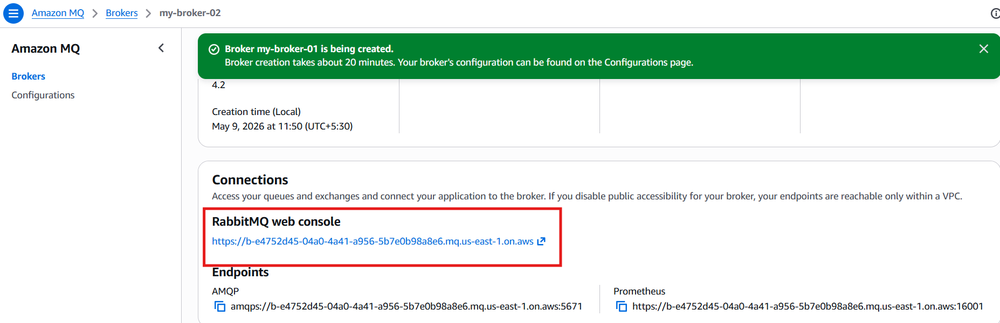 Amazon MQ > Brokers > my-broker-02
Amazon MQ
Brokers
Configurations
Broker my-broker-01 is being created.
Broker creation takes about 20 minutes. Your broker's configuration can be found on the Configurations page.
4.2
Creation time (Local)
May 9, 2026 at 11:50 (UTC+5:30)
Connections
Access your queues and exchanges and connect your application to the broker. If you disable public accessibility for your broker, your endpoints are reachable only within a VPC.
RabbitMQ web console
https://b-e4752d45-04a0-4a41-a956-5b7e0b98a8e6.mq.us-east-1.on.aws
Endpoints
AMQP
amqps://b-e4752d45-04a0-4a41-a956-5b7e0b98a8e6.mq.us-east-1.on.aws:5671
Prometheus
https://b-e4752d45-04a0-4a41-a956-5b7e0b98a8e6.mq.us-east-1.on.aws:16001